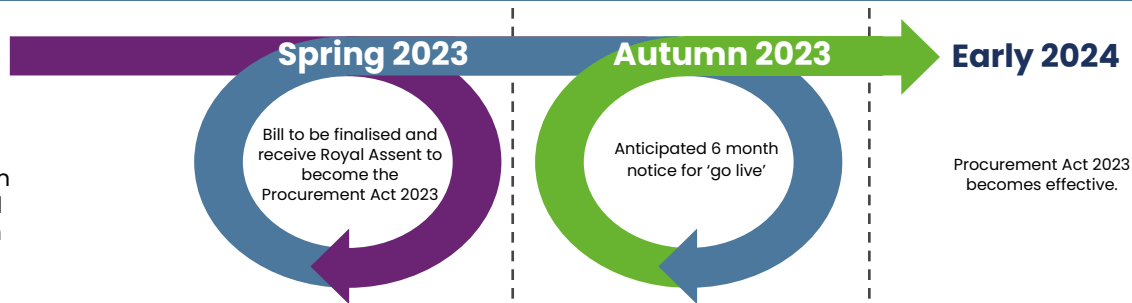 Spring 2023
Autumn 2023
Early 2024
Bill to be finalised and
receive Royal Assent to
become the
Procurement Act 2023
Anticipated 6 month
notice for ‘go live’
Procurement Act 2023
becomes effective.